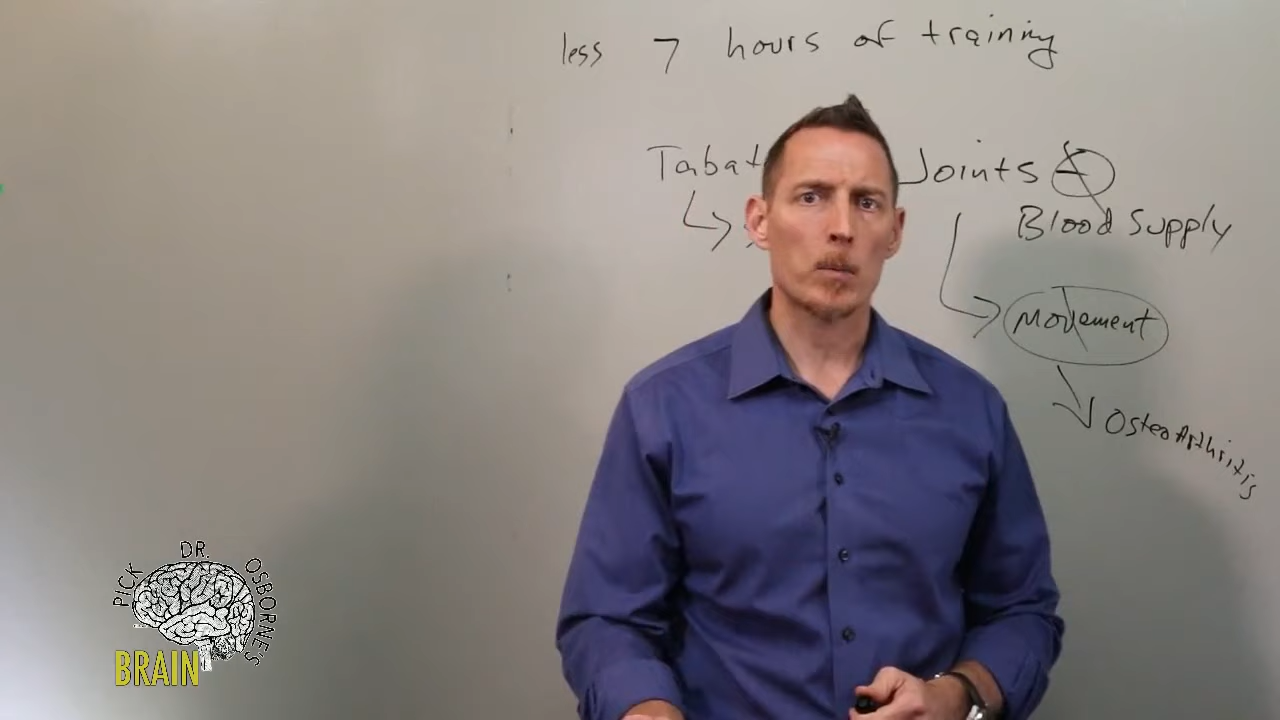 less 7 hours of training
Tabat
Joints
Blood Supply
Movement
OsteoArthritis
PICK DR. OSBORNE'S
BRAIN